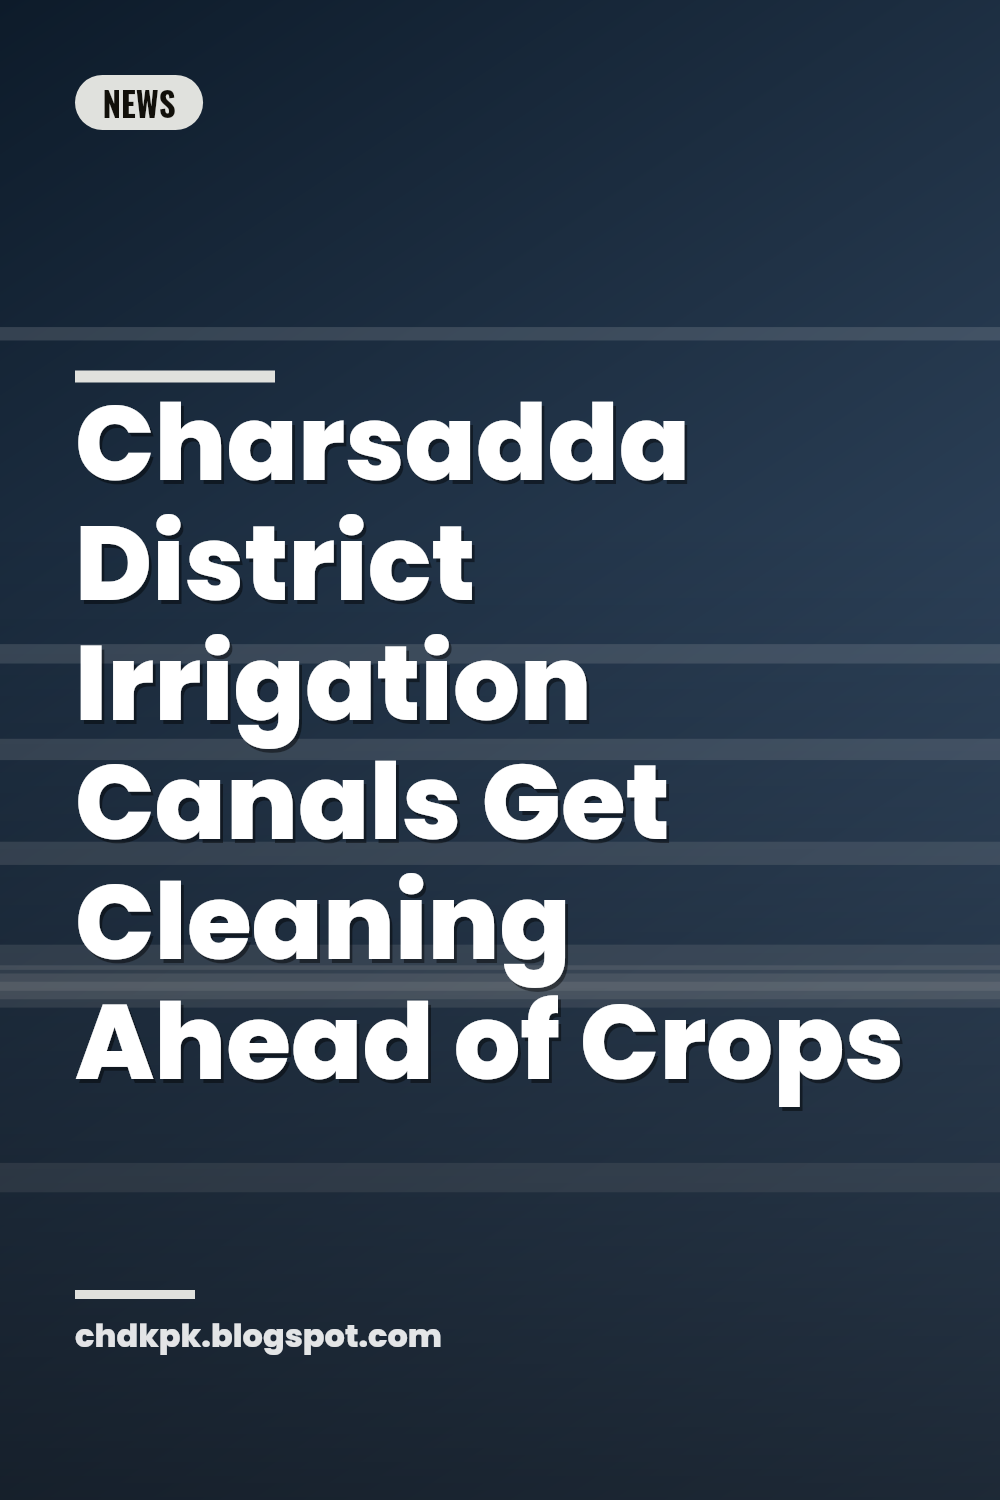 NEWS
Charsadda
District
Irrigation
Canals Get
Cleaning
Ahead of Crops
chdkpk.blogspot.com